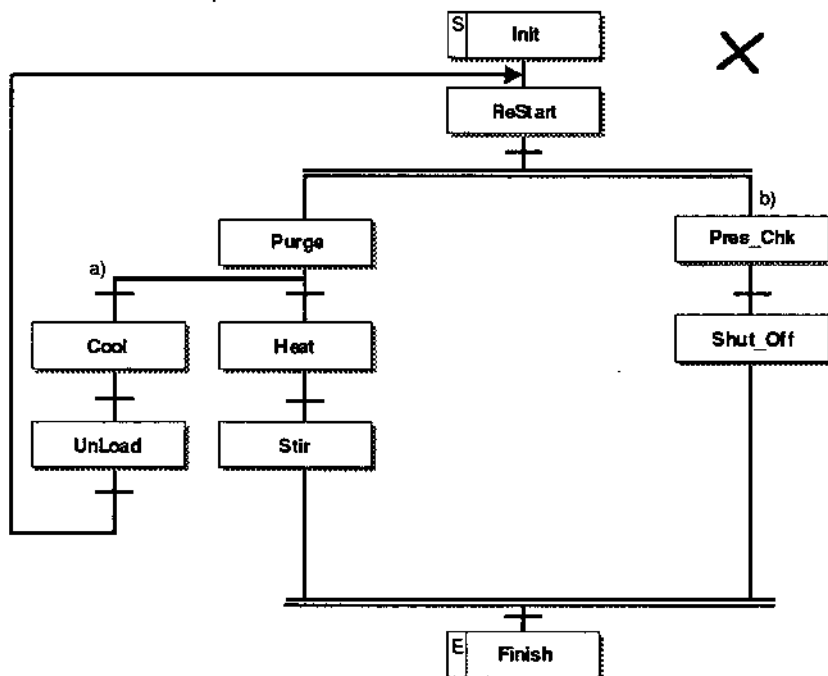 S Init
ReStart
b)
Purge Pres_Chk
a)
Cool Heat Shut_Off
UnLoad Stir
E Finish